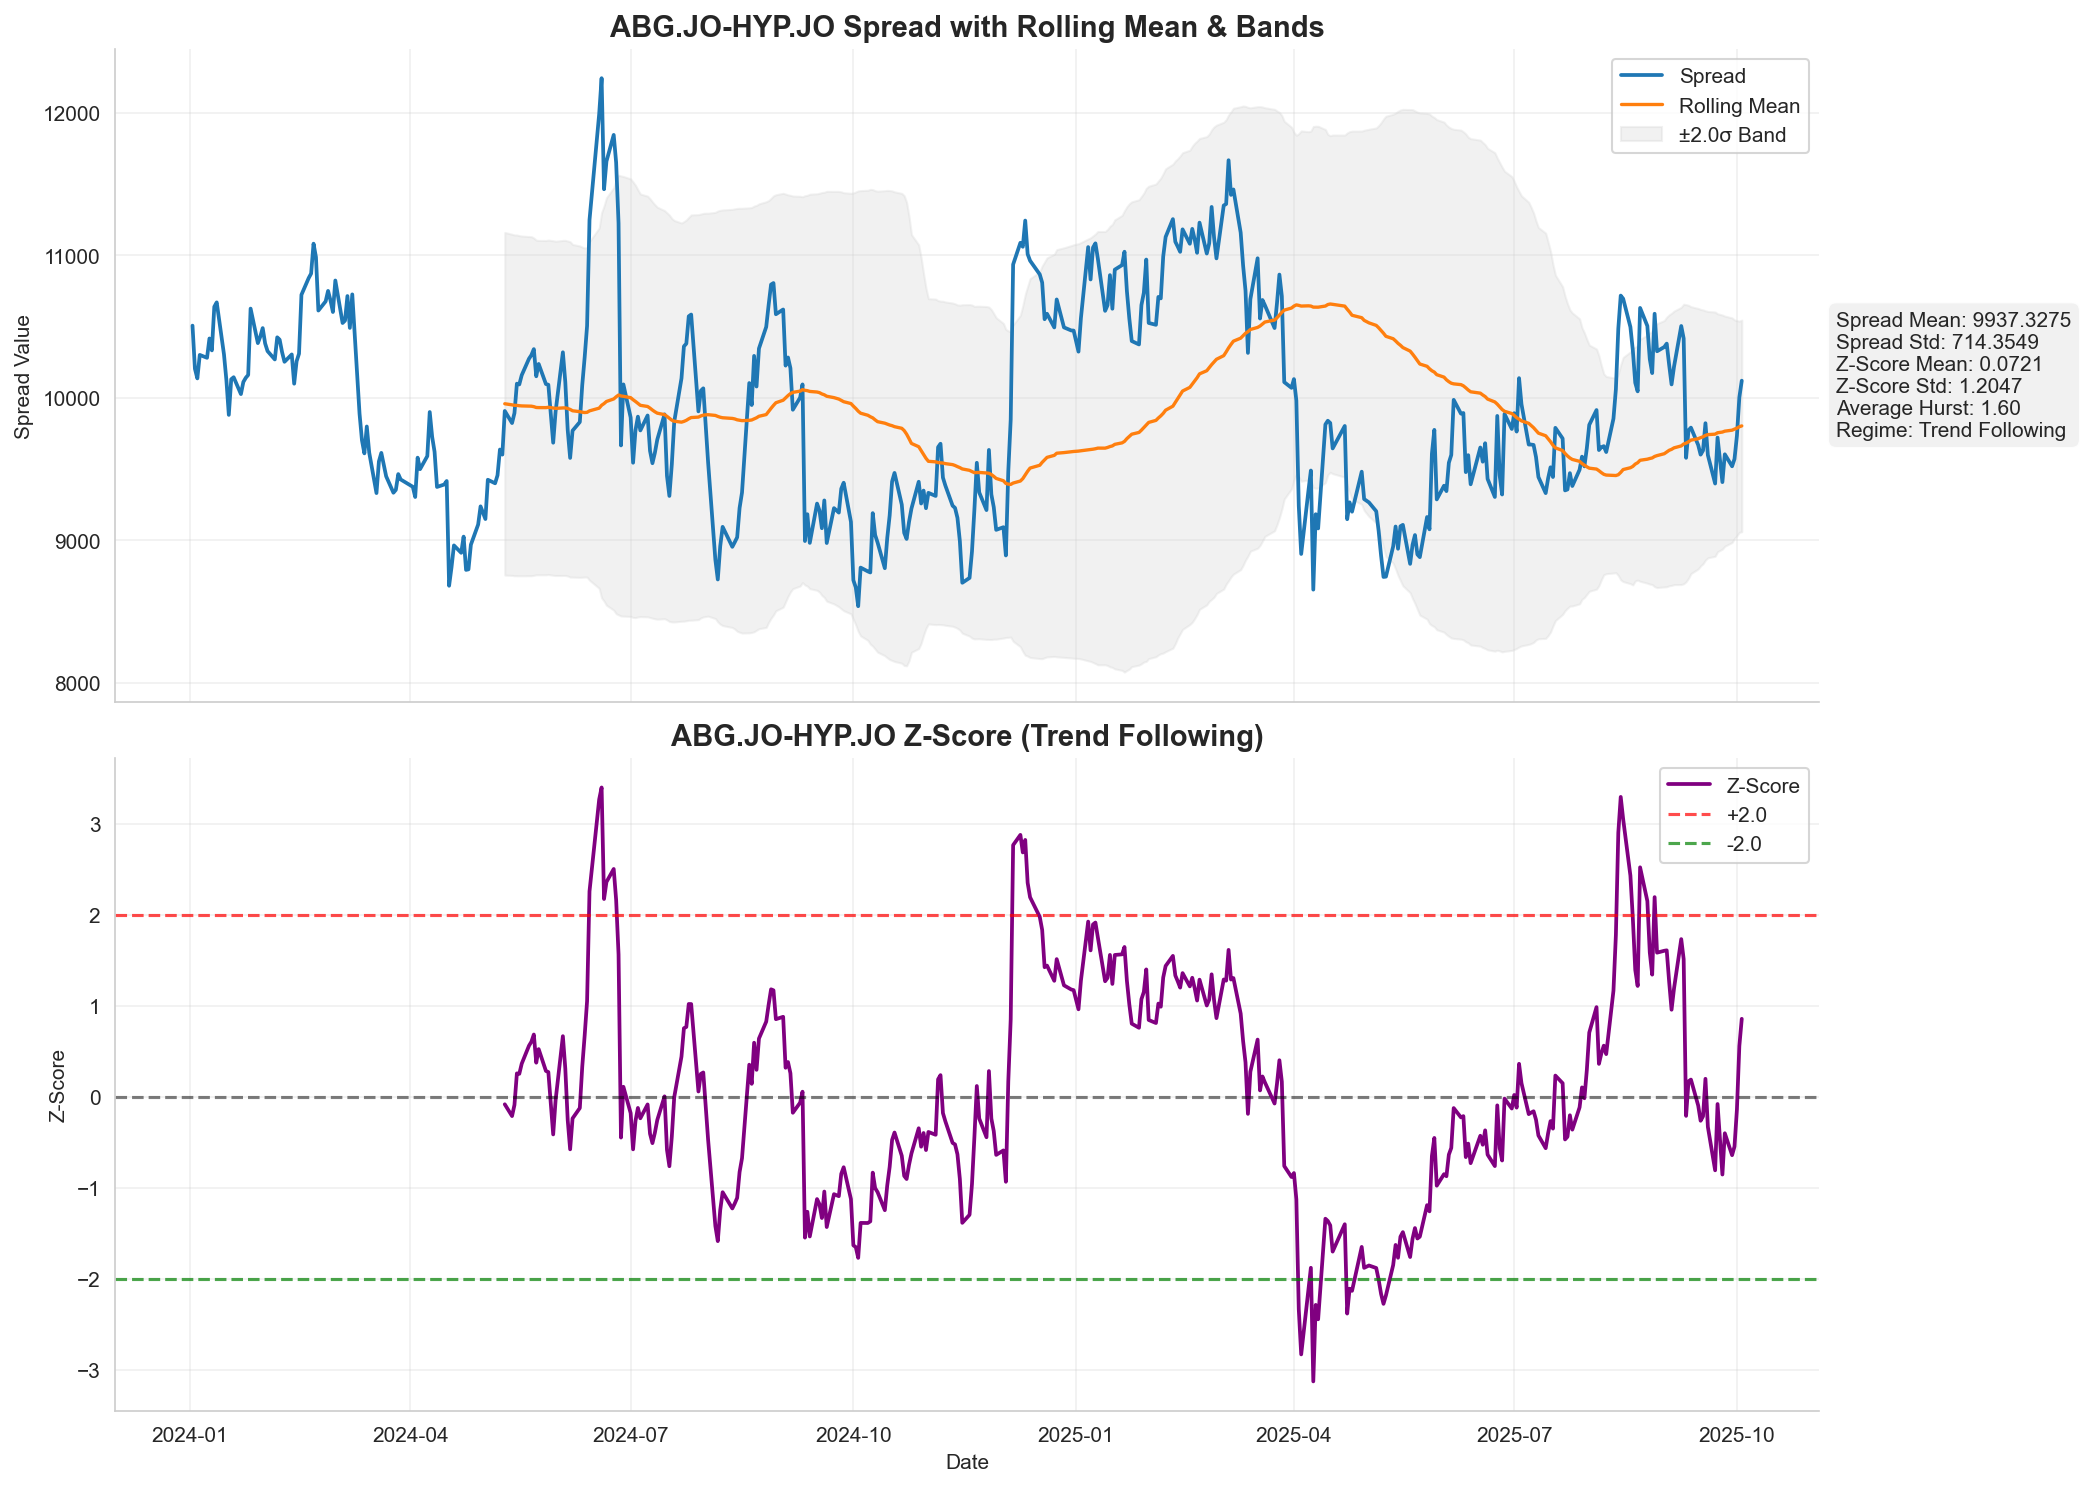 ABG.JO-HYP.JO Spread with Rolling Mean & Bands
Spread Value
12000
11000
10000
9000
8000
Spread
Rolling Mean
±2.0σ Band
Spread Mean: 9937.3275
Spread Std: 714.3549
Z-Score Mean: 0.0721
Z-Score Std: 1.2047
Average Hurst: 1.60
Regime: Trend Following
ABG.JO-HYP.JO Z-Score (Trend Following)
Z-Score
3
2
1
0
−1
−2
−3
Z-Score
+2.0
-2.0
2024-01
2024-04
2024-07
2024-10
2025-01
2025-04
2025-07
2025-10
Date